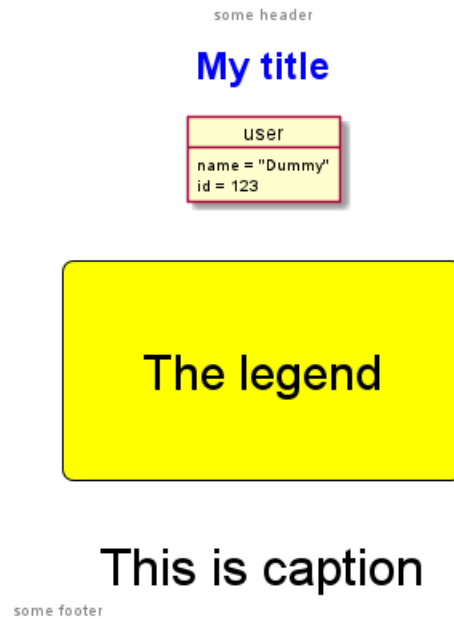 some header
My title
user
name = "Dummy"
id = 123
The legend
This is caption
some footer